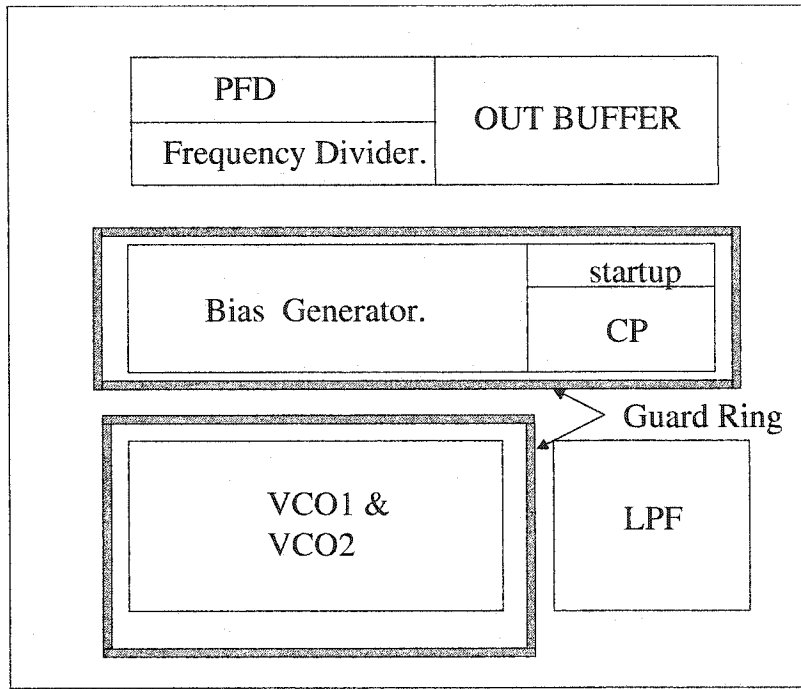 PFD
OUT BUFFER
Frequency Divider.
startup
Bias Generator.
CP
Guard Ring
VCO1 &
VCO2
LPF